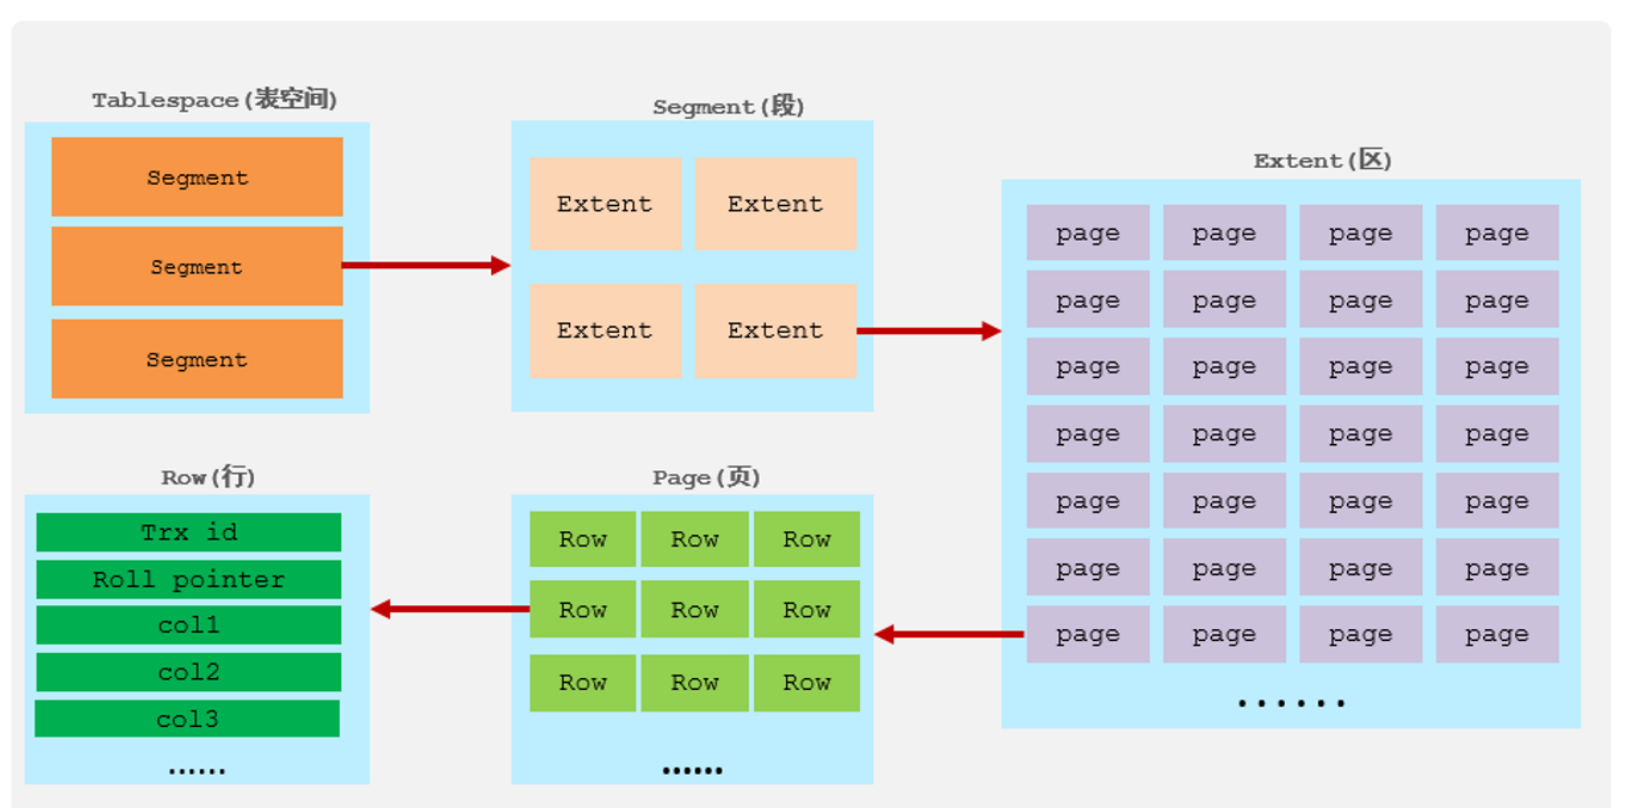 Tablespace(表空间)
Segment
Segment
Segment
Segment(段)
Extent Extent
Extent Extent
Extent(区)
page page page page
page page page page
page page page page
page page page page
page page page page
page page page page
page page page page
......
Row(行)
Trx id
Roll pointer
col1
col2
col3
......
Page(页)
Row Row Row
Row Row Row
Row Row Row
......